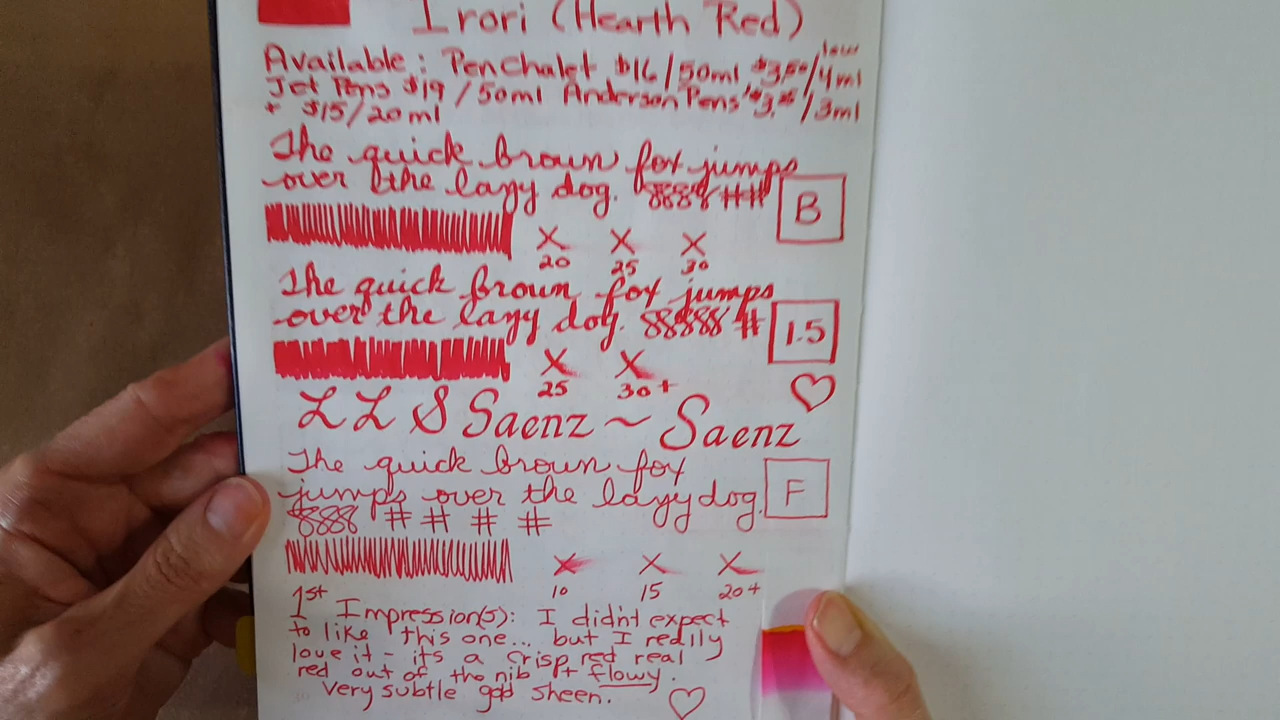 Irori (Hearth Red)
low
Available: PenChalet $16/50ml $3.50/4ml
Jet Pens $19/50ml Anderson Pens /3ml
+ $15/20ml
The quick brown fox jumps
over the lazy dog. 8888 ##
B
X X X
20 25 30
The quick brown fox jumps
over the lazy dog. 88888 #
1.5
X X
25 30+
L L S Saenz ~ Saenz
The quick brown fox
jumps over the lazy dog.
F
8888 # # # #
X X X
10 15 20+
1st Impression(s): I didn't expect
to like this one... but I really
love it - it's a crisp red real
red out of the nib + flowy.
Very subtle gold sheen.